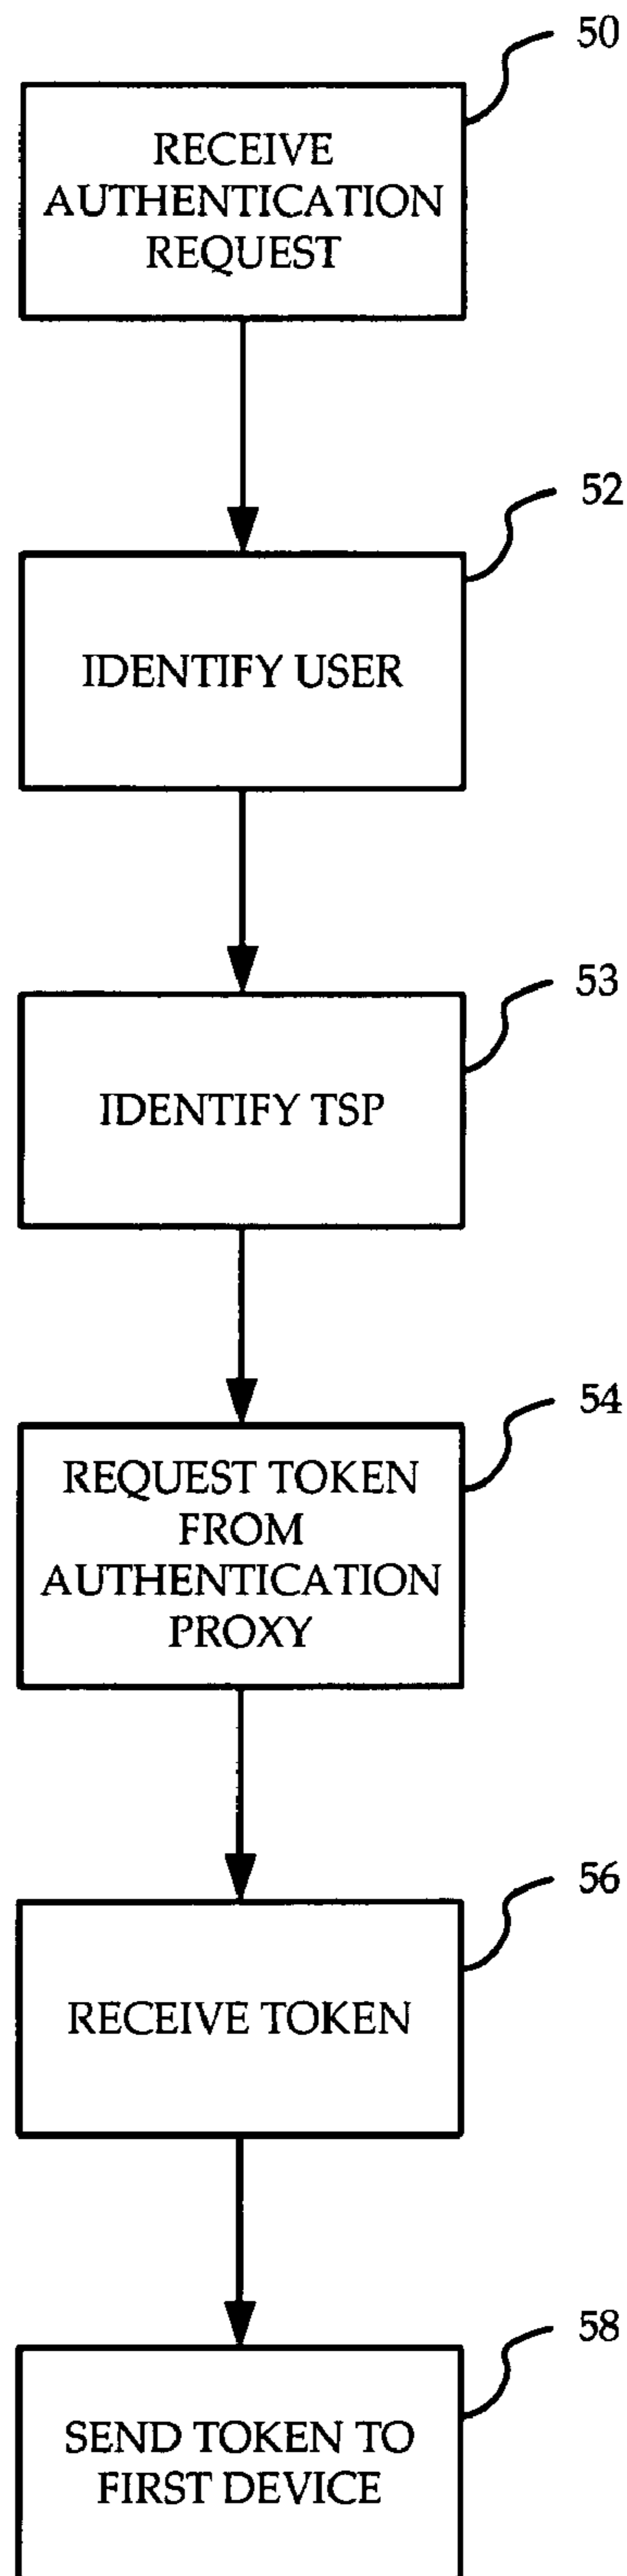 50
RECEIVE
AUTHENTICATION
REQUEST
52
IDENTIFY USER
53
IDENTIFY TSP
54
REQUEST TOKEN
FROM
AUTHENTICATION
PROXY
56
RECEIVE TOKEN
58
SEND TOKEN TO
FIRST DEVICE